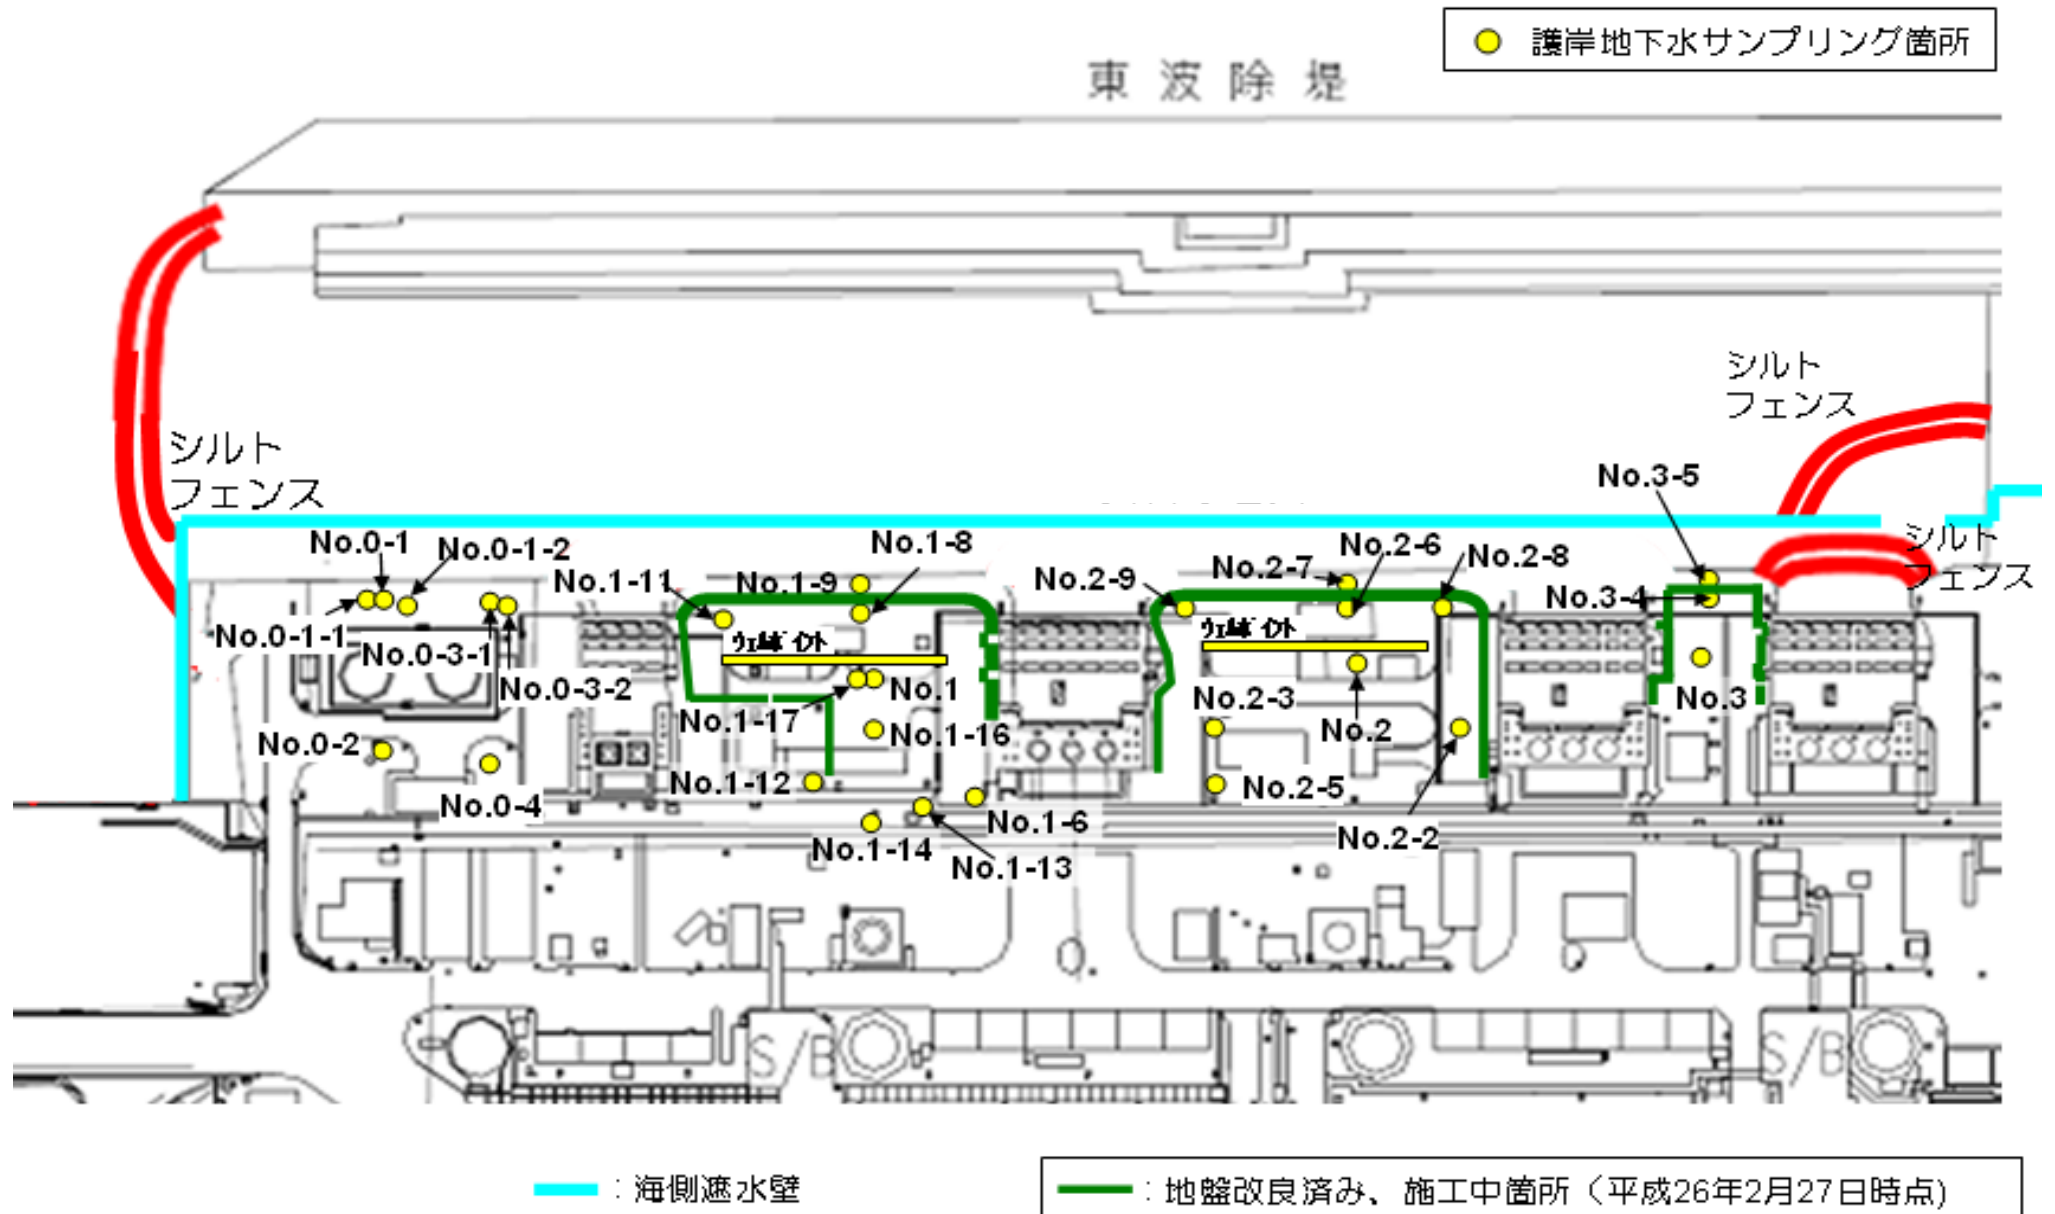 護岸地下水サンプリング箇所
東波除堤
シルト
フェンス
シルト
フェンス
No.3-5
シルト
フェンス
No.0-1
No.0-1-2
No.1-8
No.2-6
No.2-8
No.1-11
No.1-9
No.2-9
No.2-7
No.3-4
No.0-1-1
No.0-3-1
ウェルポイント
ウェルポイント
No.0-3-2
No.1
No.2-3
No.3
No.1-17
No.2
No.0-2
No.1-16
No.1-12
No.2-5
No.0-4
No.1-6
No.2-2
No.1-14
No.1-13
S/B
S/B
:海側遮水壁
:地盤改良済み、施工中箇所(平成26年2月27日時点)